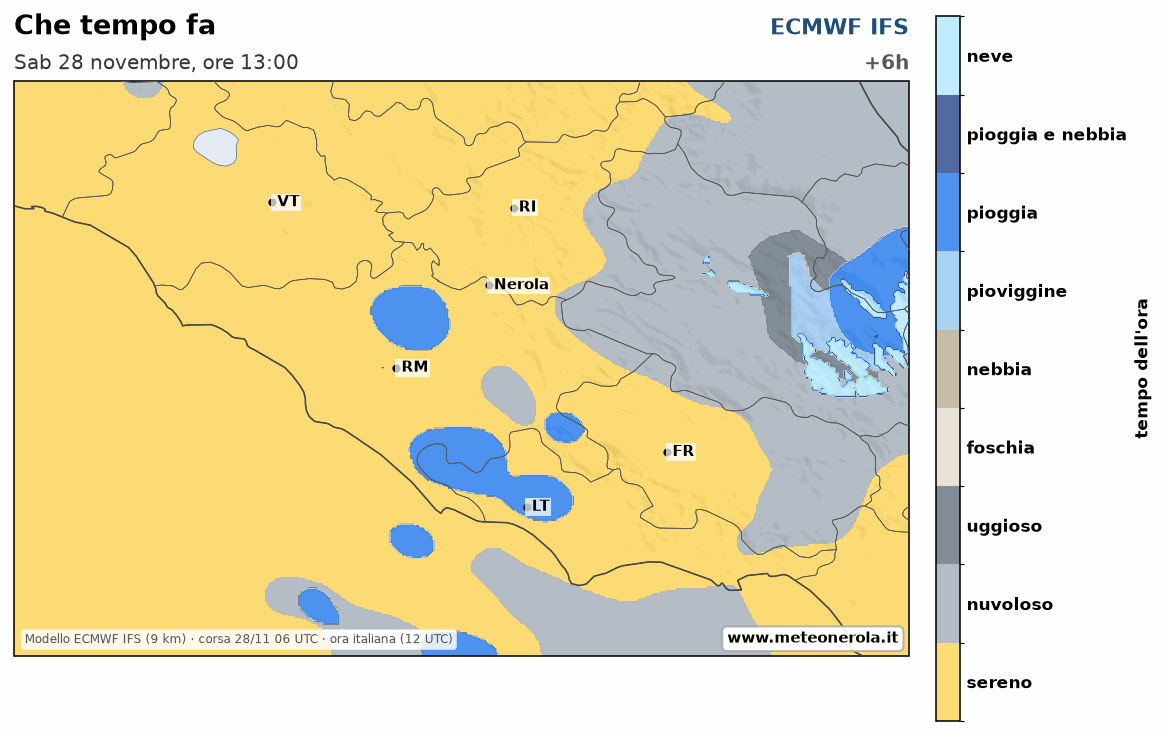 Che tempo fa
ECMWF IFS
Sab 28 novembre, ore 13:00
+6h
VT
RI
Nerola
RM
FR
LT
Modello ECMWF IFS (9 km) · corsa 28/11 06 UTC · ora italiana (12 UTC)
www.meteonerola.it
neve
pioggia e nebbia
pioggia
pioviggine
nebbia
foschia
uggioso
nuvoloso
sereno
tempo dell'ora